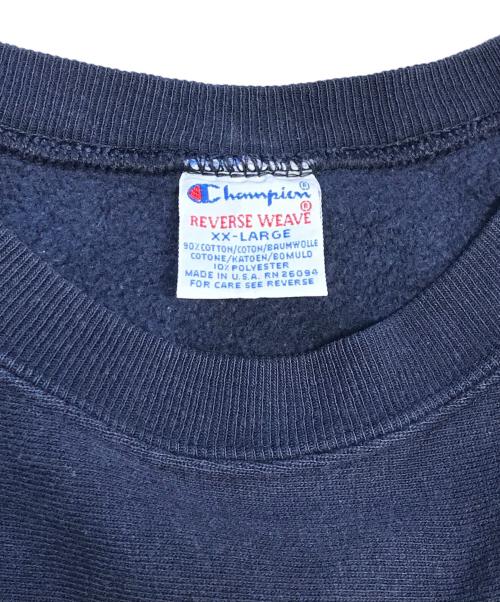 Champion®
REVERSE WEAVE®
XX-LARGE
90% COTTON/COTON/BAUMWOLLE
COTONE/KATOEN/BOMULD
10% POLYESTER
MADE IN U.S.A. RN 26094
FOR CARE SEE REVERSE